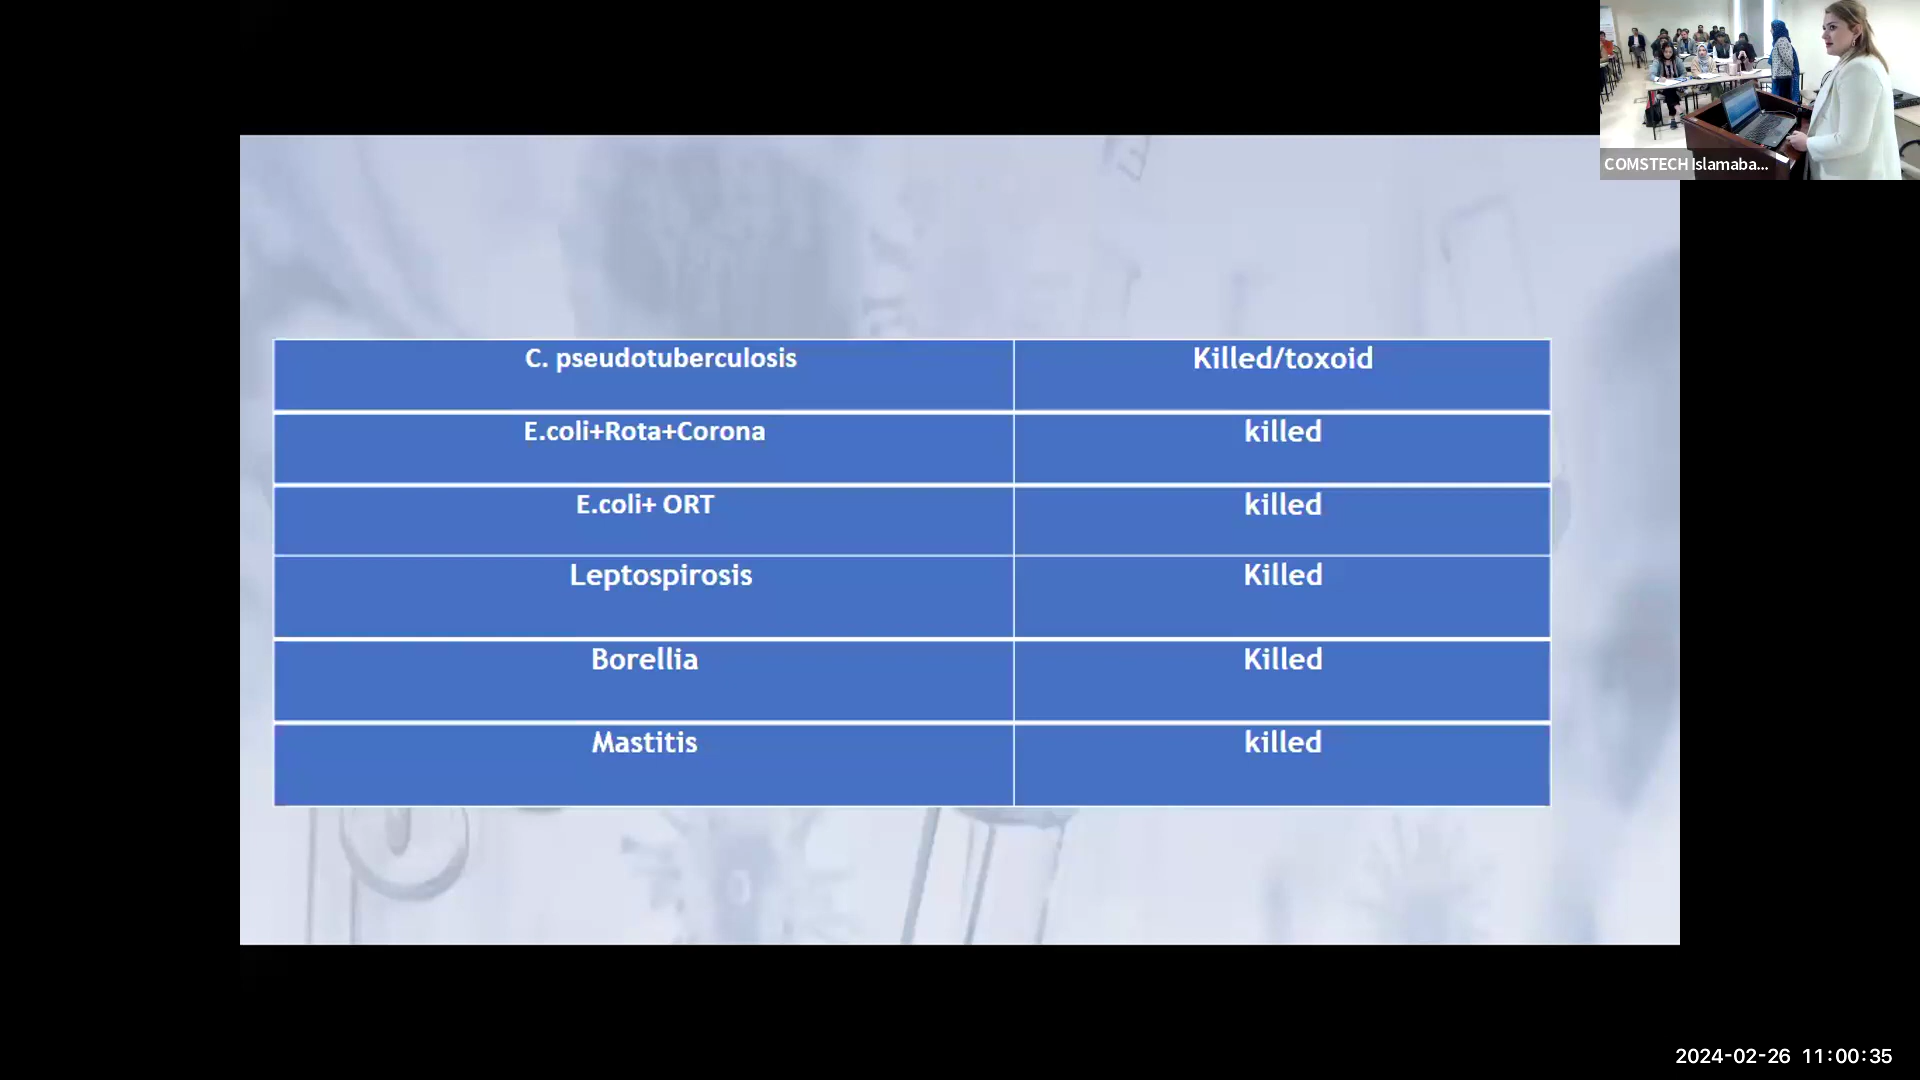 COMSTECH Islamaba...
C. pseudotuberculosis Killed/toxoid
E.coli+Rota+Corona killed
E.coli+ ORT killed
Leptospirosis Killed
Borellia Killed
Mastitis killed
2024-02-26 11:00:35